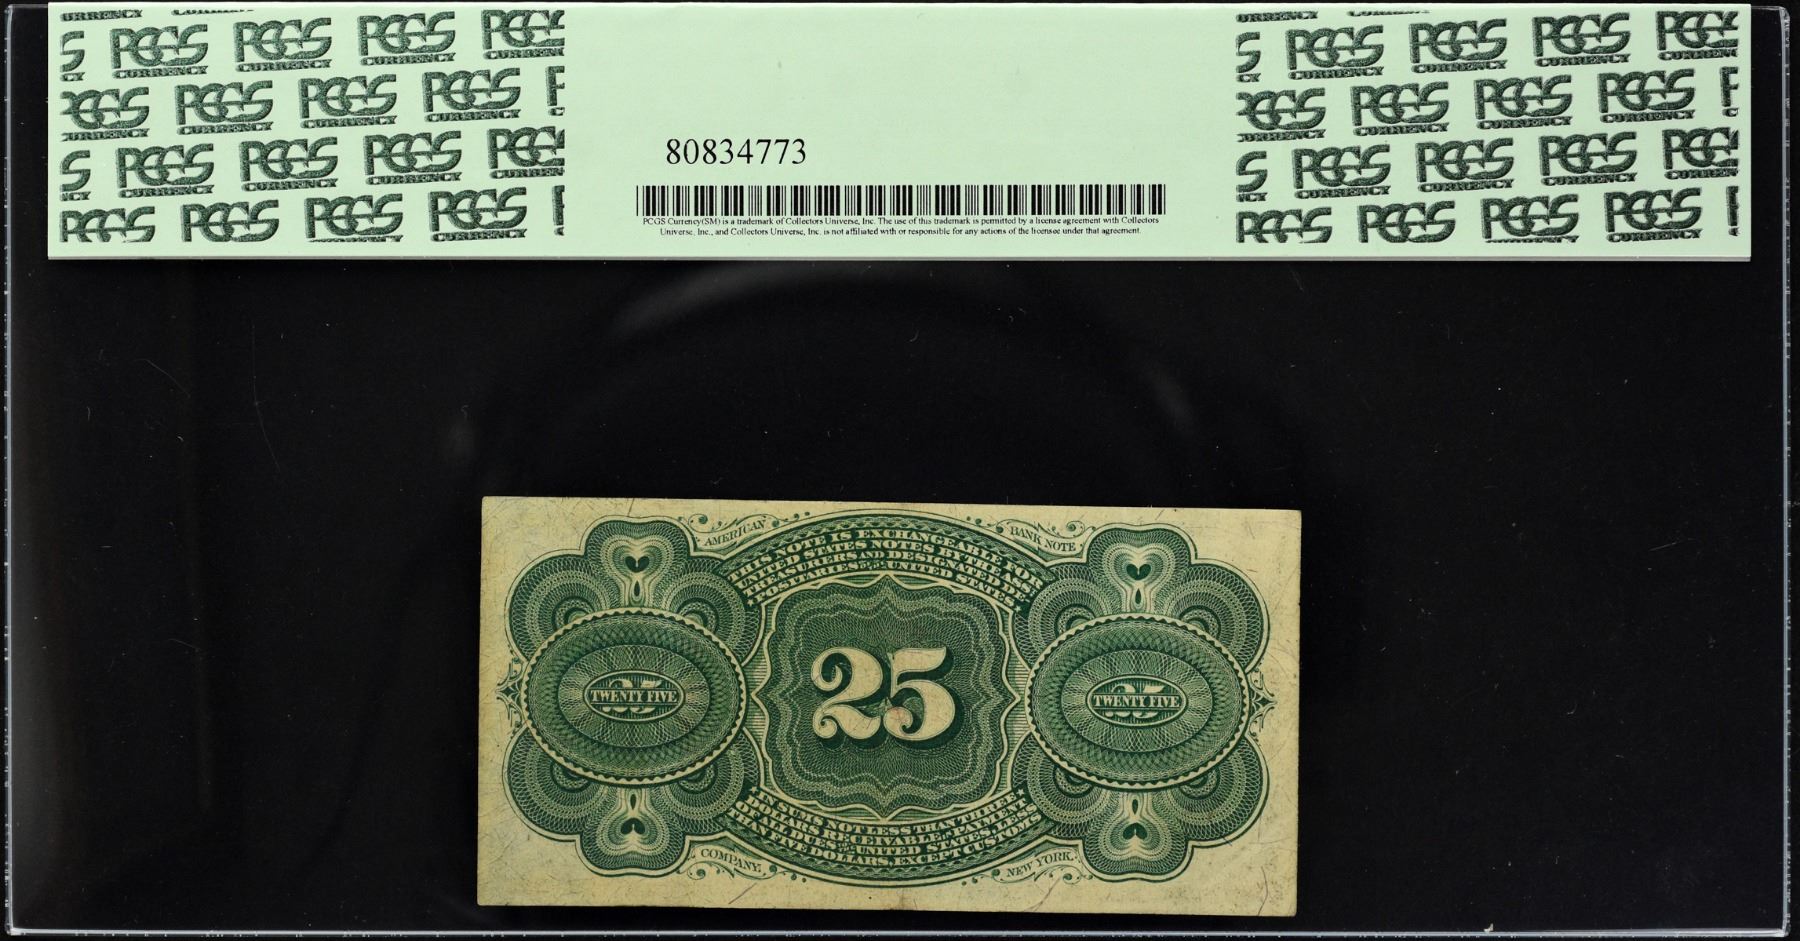 PCGS CURRENCY
80834773
PCGS Currency(SM) is a trademark of Collectors Universe, Inc. The use of this trademark is permitted by a license agreement with Collectors
Universe, Inc., and Collectors Universe, Inc. is not affiliated with or responsible for any actions of the licensee under that agreement.
AMERICAN BANK NOTE
THIS NOTE IS EXCHANGEABLE FOR
UNITED STATES NOTES BY THE ASST.
TREASURERS AND DESIGNATED DE-
POSITARIES OF THE UNITED STATES
25
TWENTY FIVE
25
25
TWENTY FIVE
IN SUMS NOT LESS THAN THREE
DOLLARS RECEIVABLE IN PAYMENTS
OF ALL DUES TO THE UNITED STATES, LESS
THAN FIVE DOLLARS, EXCEPT CUSTOMS
COMPANY. NEW YORK.